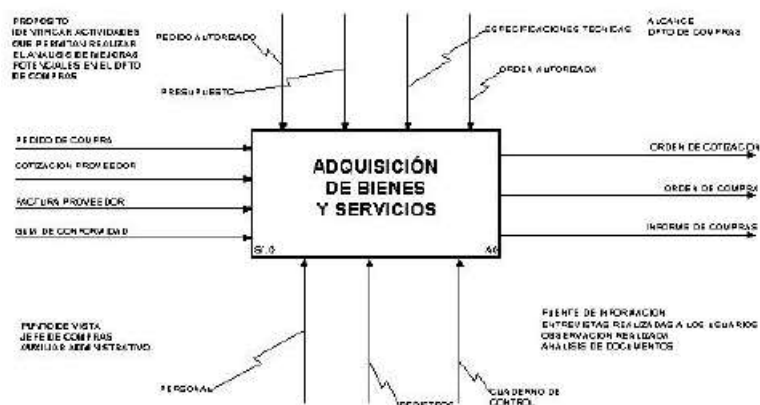 PROPOSITO
IDENTIFICAR ACTIVIDADES
QUE PERMITAN REALIZAR
EL ANALISIS DE MEJORAS
POTENCIALES EN EL DPTO
DE COMPRAS
PEDIDO AUTORIZADO
PRESUPUESTO
ESPECIFICACIONES TECNICAS
ORDEN AUTORIZADA
ALCANCE
DPTO DE COMPRAS
PEDIDO DE COMPRA
COTIZACION PROVEEDOR
FACTURA PROVEEDOR
GUIA DE CONFORMIDAD
ADQUISICIÓN
DE BIENES
Y SERVICIOS
A0
ORDEN DE COTIZACION
ORDEN DE COMPRA
INFORME DE COMPRAS
PUNTO DE VISTA
JEFE DE COMPRAS
AUXILIAR ADMINISTRATIVO
PERSONAL
REGISTROS
CUADERNO DE
CONTROL
FUENTE DE INFORMACION
ENTREVISTAS REALIZADAS A LOS USUARIOS
OBSERVACION REALIZADA
ANALISIS DE DOCUMENTOS